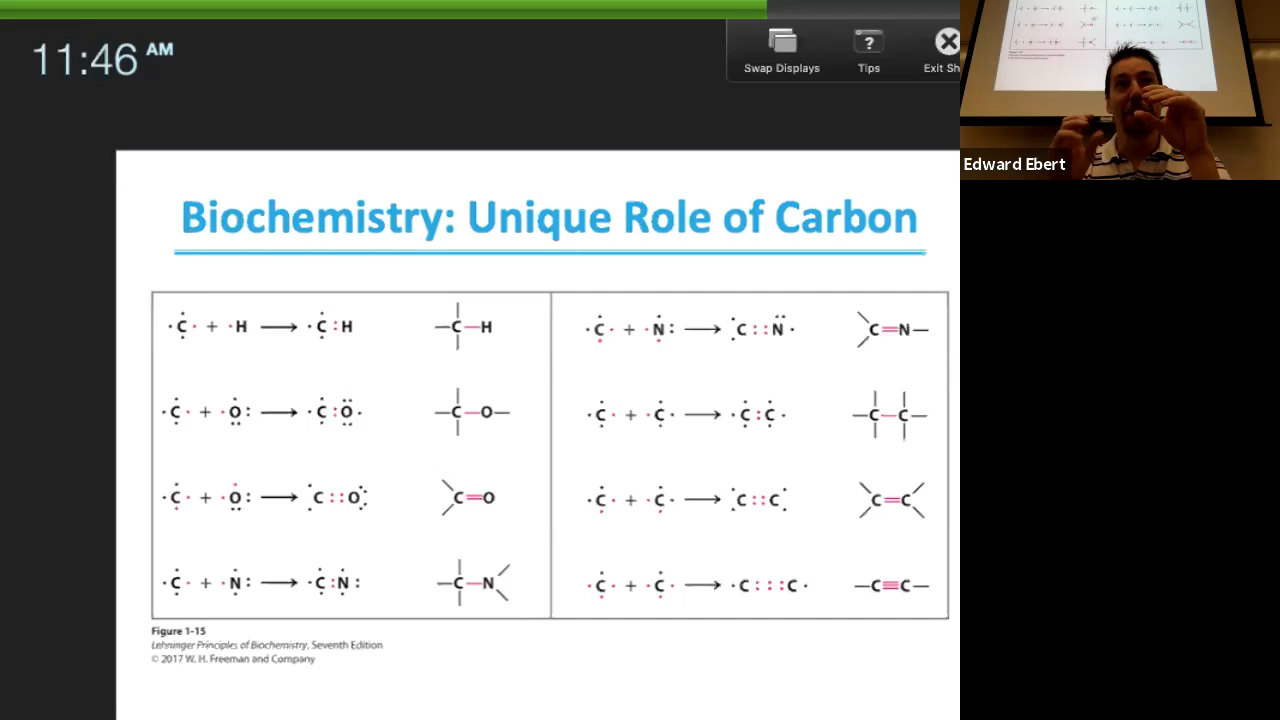 11:46 AM
Swap Displays
Tips
Exit Sh
Edward Ebert
Biochemistry: Unique Role of Carbon
·C· + ·H → ·C:H —C—H
·C· + ·O: → ·C:O· —C—O—
·C· + ·O: → C::O C=O
·C· + ·N: → ·C:N: —C—N
·C· + ·N: → C::N· C=N—
·C· + ·C· → ·C:C· —C—C—
·C· + ·C· → C::C C=C
·C· + ·C· → ·C:::C· —C≡C—
Figure 1-15
Lehninger Principles of Biochemistry, Seventh Edition
© 2017 W. H. Freeman and Company